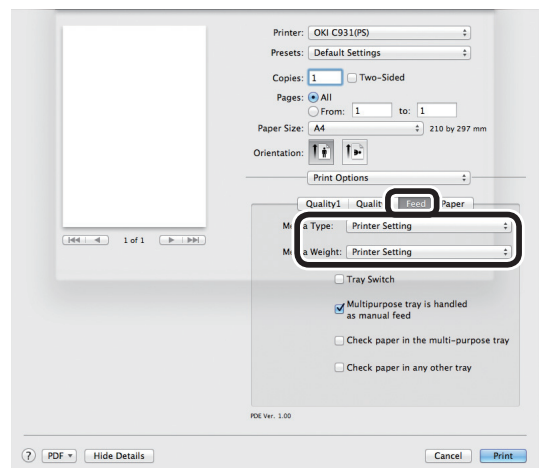 Printer: OKI C931(PS)
Presets: Default Settings
Copies: 1 Two-Sided
Pages: All
From: 1 to: 1
Paper Size: A4 210 by 297 mm
Orientation:
Print Options
Quality1 Qualit Feed Paper
Me a Type: Printer Setting
1 of 1
Me a Weight: Printer Setting
Tray Switch
Multipurpose tray is handled
as manual feed
Check paper in the multi-purpose tray
Check paper in any other tray
PDE Ver. 1.00
? PDF Hide Details Cancel Print